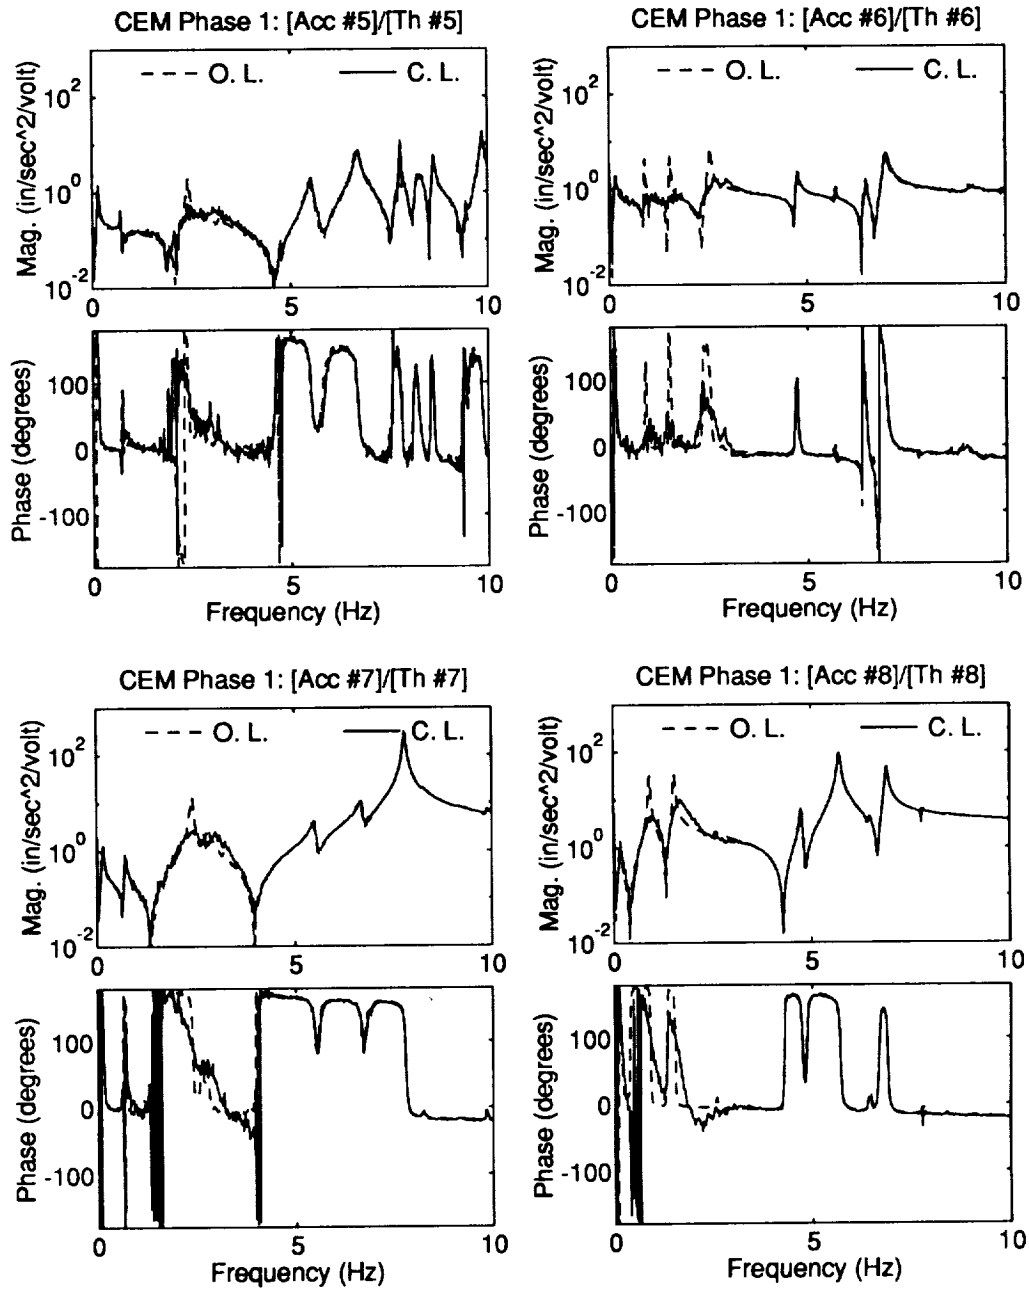 CEM Phase 1: [Acc #5]/[Th #5]
Mag. (in/sec^2/volt)
O. L.
C. L.
10^2
10^0
10^-2
0
5
10
Phase (degrees)
100
0
-100
0
5
10
Frequency (Hz)
CEM Phase 1: [Acc #6]/[Th #6]
Mag. (in/sec^2/volt)
O. L.
C. L.
10^2
10^0
10^-2
0
5
10
Phase (degrees)
100
0
-100
0
5
10
Frequency (Hz)
CEM Phase 1: [Acc #7]/[Th #7]
Mag. (in/sec^2/volt)
O. L.
C. L.
10^2
10^0
10^-2
0
5
10
Phase (degrees)
100
0
-100
0
5
10
Frequency (Hz)
CEM Phase 1: [Acc #8]/[Th #8]
Mag. (in/sec^2/volt)
O. L.
C. L.
10^2
10^0
10^-2
0
5
10
Phase (degrees)
100
0
-100
0
5
10
Frequency (Hz)